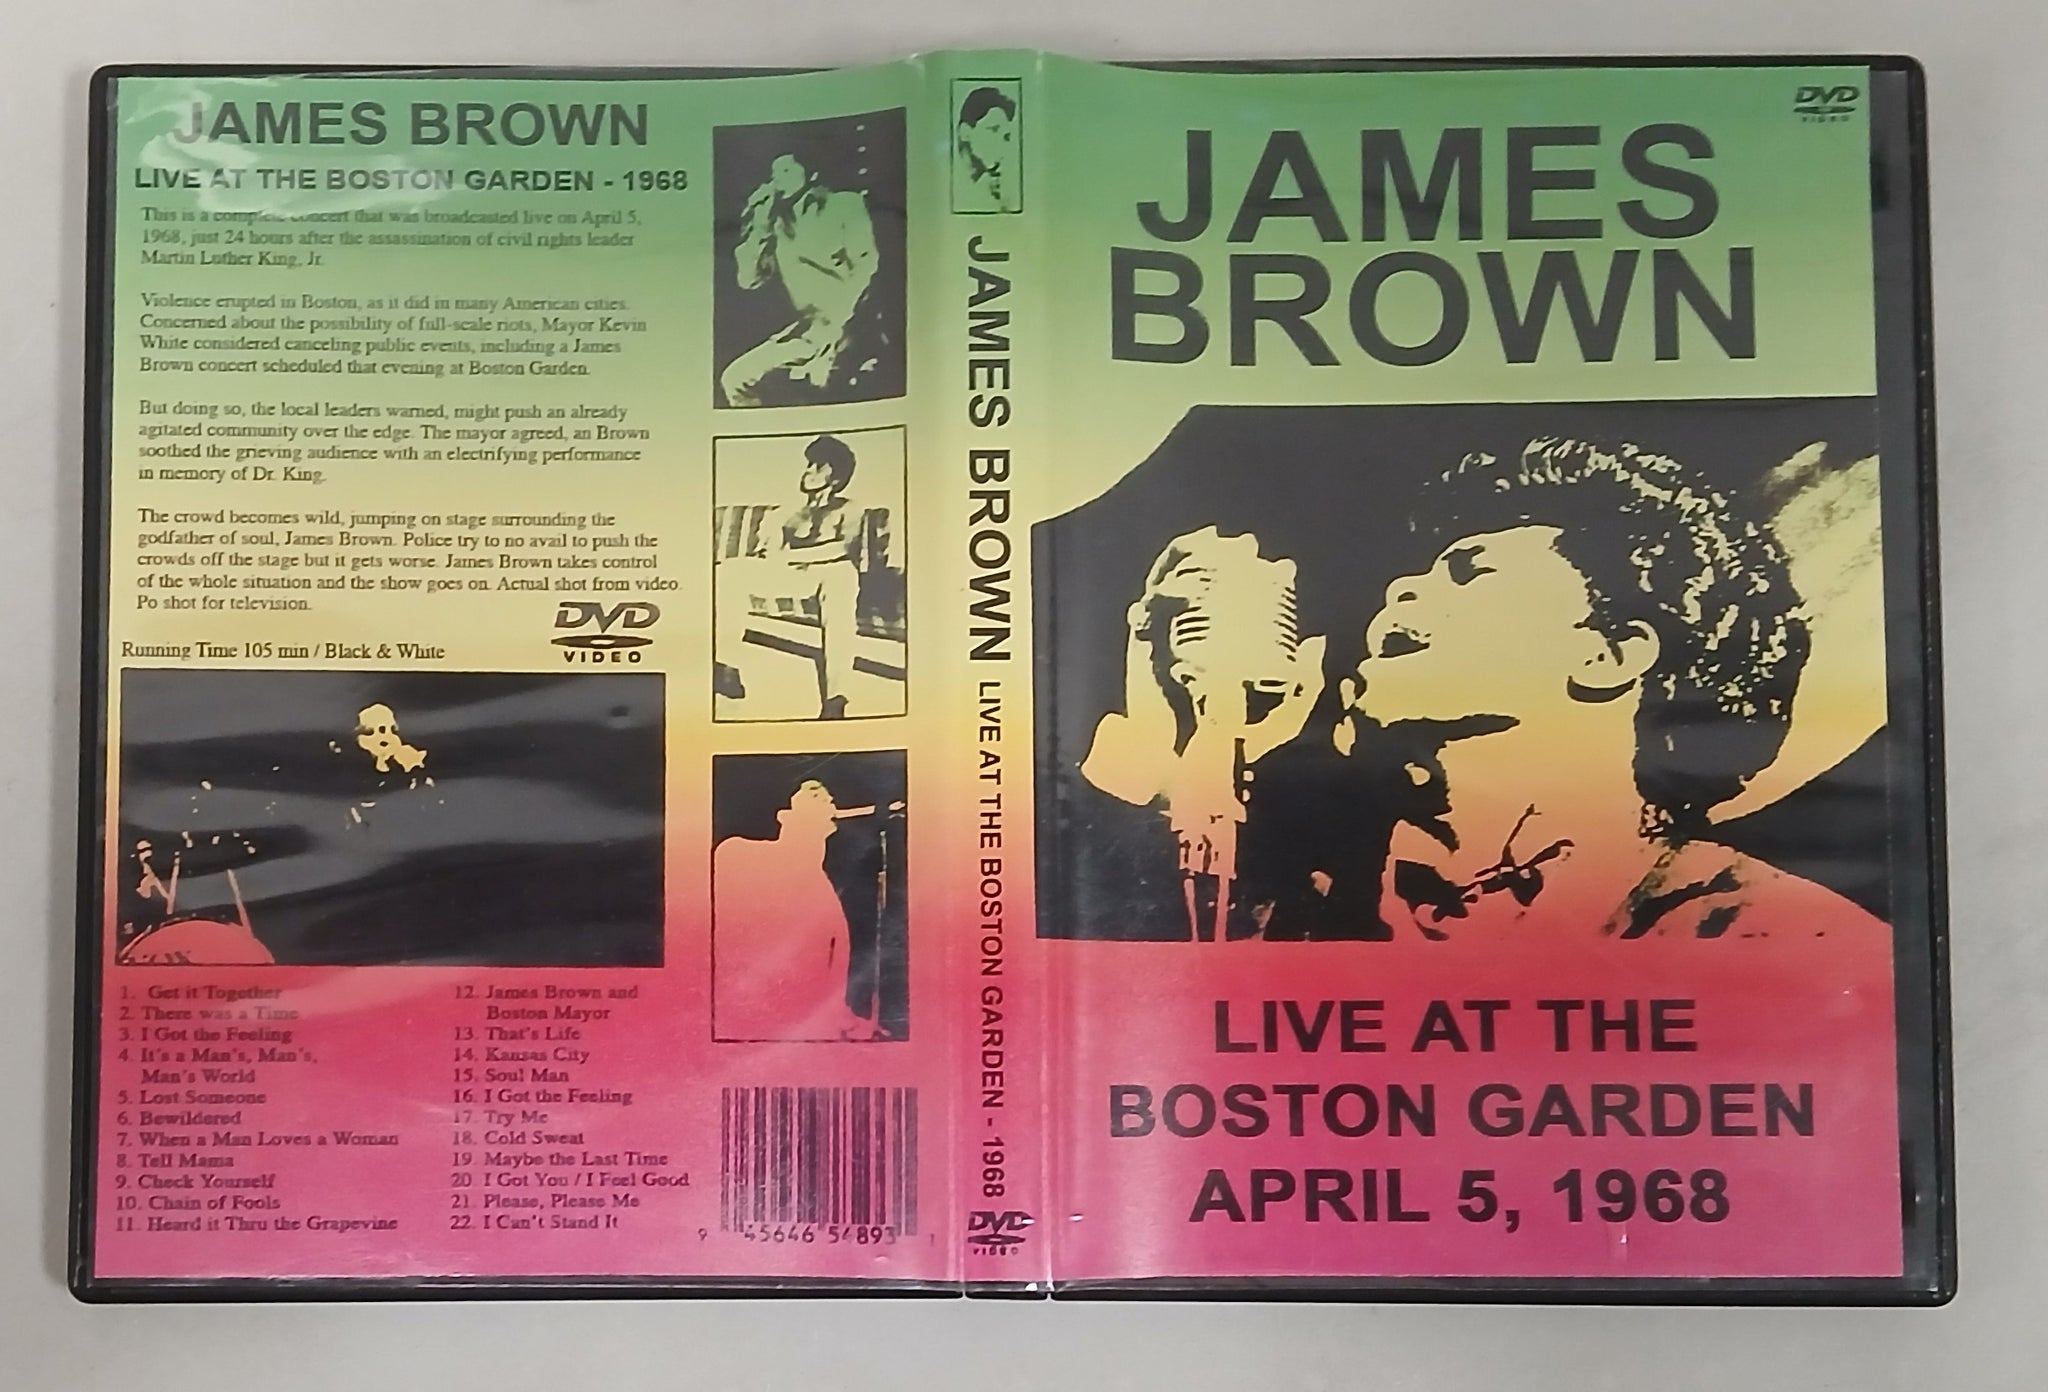 JAMES BROWN
LIVE AT THE BOSTON GARDEN - 1968
This is a complete concert that was broadcasted live on April 5,
1968, just 24 hours after the assassination of civil rights leader
Martin Luther King, Jr.
Violence erupted in Boston, as it did in many American cities.
Concerned about the possibility of full-scale riots, Mayor Kevin
White considered canceling public events, including a James
Brown concert scheduled that evening at Boston Garden.
But doing so, the local leaders warned, might push an already
agitated community over the edge. The mayor agreed, an Brown
soothed the grieving audience with an electrifying performance
in memory of Dr. King.
The crowd becomes wild, jumping on stage surrounding the
godfather of soul, James Brown. Police try to no avail to push the
crowds off the stage but it gets worse. James Brown takes control
of the whole situation and the show goes on. Actual shot from video.
Po shot for television.
DVD
VIDEO
Running Time 105 min / Black & White
1. Get it Together
2. There was a Time
3. I Got the Feeling
4. It's a Man's, Man's,
Man's World
5. Lost Someone
6. Bewildered
7. When a Man Loves a Woman
8. Tell Mama
9. Check Yourself
10. Chain of Fools
11. Heard it Thru the Grapevine
12. James Brown and
Boston Mayor
13. That's Life
14. Kansas City
15. Soul Man
16. I Got the Feeling
17. Try Me
18. Cold Sweat
19. Maybe the Last Time
20. I Got You / I Feel Good
21. Please, Please Me
22. I Can't Stand It
9 45646 54893 1
JAMES BROWN LIVE AT THE BOSTON GARDEN - 1968
DVD
VIDEO
DVD
VIDEO
JAMES
BROWN
LIVE AT THE
BOSTON GARDEN
APRIL 5, 1968